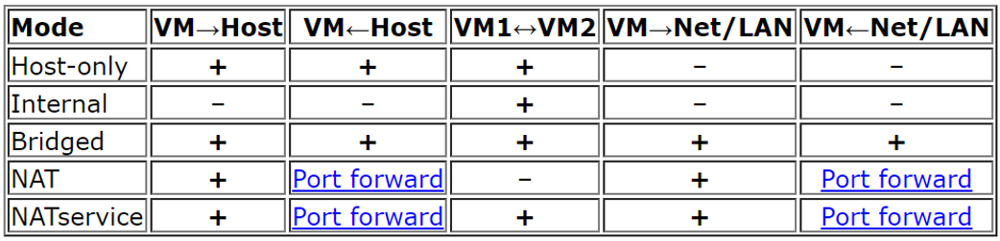 Mode VM→Host VM←Host VM1↔VM2 VM→Net/LAN VM←Net/LAN
Host-only + + + – –
Internal – – + – –
Bridged + + + + +
NAT + Port forward – + Port forward
NATservice + Port forward + + Port forward